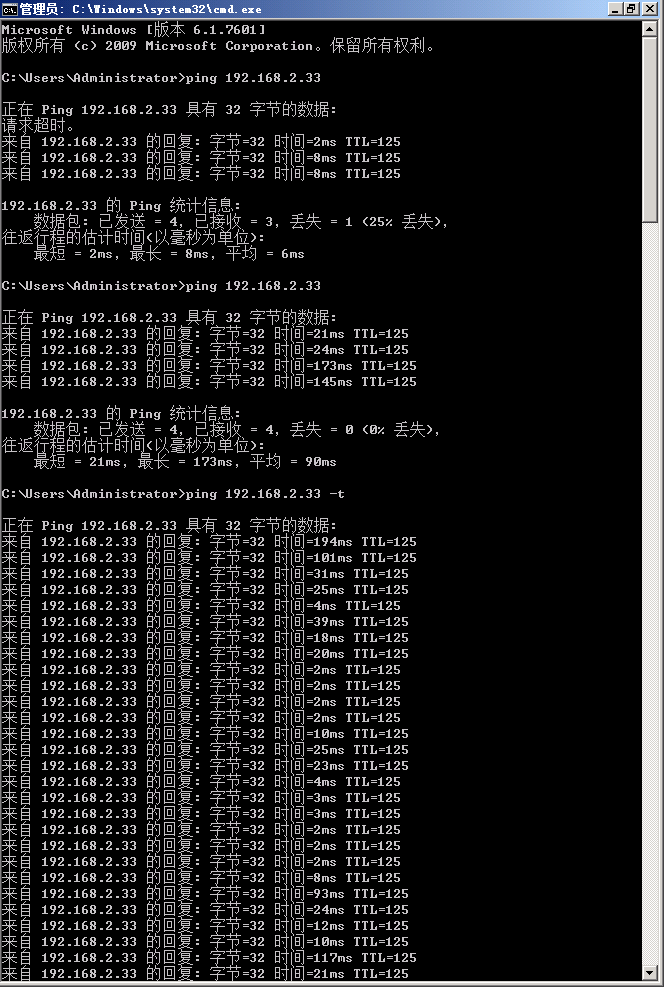 管理员: C:\Windows\system32\cmd.exe
Microsoft Windows [版本 6.1.7601]
版权所有 (c) 2009 Microsoft Corporation。保留所有权利。
C:\Users\Administrator>ping 192.168.2.33
正在 Ping 192.168.2.33 具有 32 字节的数据:
请求超时。
来自 192.168.2.33 的回复: 字节=32 时间=2ms TTL=125
来自 192.168.2.33 的回复: 字节=32 时间=8ms TTL=125
来自 192.168.2.33 的回复: 字节=32 时间=8ms TTL=125
192.168.2.33 的 Ping 统计信息:
数据包: 已发送 = 4, 已接收 = 3, 丢失 = 1 (25% 丢失),
往返行程的估计时间(以毫秒为单位):
最短 = 2ms, 最长 = 8ms, 平均 = 6ms
C:\Users\Administrator>ping 192.168.2.33
正在 Ping 192.168.2.33 具有 32 字节的数据:
来自 192.168.2.33 的回复: 字节=32 时间=21ms TTL=125
来自 192.168.2.33 的回复: 字节=32 时间=24ms TTL=125
来自 192.168.2.33 的回复: 字节=32 时间=173ms TTL=125
来自 192.168.2.33 的回复: 字节=32 时间=145ms TTL=125
192.168.2.33 的 Ping 统计信息:
数据包: 已发送 = 4, 已接收 = 4, 丢失 = 0 (0% 丢失),
往返行程的估计时间(以毫秒为单位):
最短 = 21ms, 最长 = 173ms, 平均 = 90ms
C:\Users\Administrator>ping 192.168.2.33 -t
正在 Ping 192.168.2.33 具有 32 字节的数据:
来自 192.168.2.33 的回复: 字节=32 时间=194ms TTL=125
来自 192.168.2.33 的回复: 字节=32 时间=101ms TTL=125
来自 192.168.2.33 的回复: 字节=32 时间=31ms TTL=125
来自 192.168.2.33 的回复: 字节=32 时间=25ms TTL=125
来自 192.168.2.33 的回复: 字节=32 时间=4ms TTL=125
来自 192.168.2.33 的回复: 字节=32 时间=39ms TTL=125
来自 192.168.2.33 的回复: 字节=32 时间=18ms TTL=125
来自 192.168.2.33 的回复: 字节=32 时间=20ms TTL=125
来自 192.168.2.33 的回复: 字节=32 时间=2ms TTL=125
来自 192.168.2.33 的回复: 字节=32 时间=2ms TTL=125
来自 192.168.2.33 的回复: 字节=32 时间=2ms TTL=125
来自 192.168.2.33 的回复: 字节=32 时间=2ms TTL=125
来自 192.168.2.33 的回复: 字节=32 时间=10ms TTL=125
来自 192.168.2.33 的回复: 字节=32 时间=25ms TTL=125
来自 192.168.2.33 的回复: 字节=32 时间=23ms TTL=125
来自 192.168.2.33 的回复: 字节=32 时间=4ms TTL=125
来自 192.168.2.33 的回复: 字节=32 时间=3ms TTL=125
来自 192.168.2.33 的回复: 字节=32 时间=3ms TTL=125
来自 192.168.2.33 的回复: 字节=32 时间=2ms TTL=125
来自 192.168.2.33 的回复: 字节=32 时间=2ms TTL=125
来自 192.168.2.33 的回复: 字节=32 时间=2ms TTL=125
来自 192.168.2.33 的回复: 字节=32 时间=8ms TTL=125
来自 192.168.2.33 的回复: 字节=32 时间=93ms TTL=125
来自 192.168.2.33 的回复: 字节=32 时间=24ms TTL=125
来自 192.168.2.33 的回复: 字节=32 时间=12ms TTL=125
来自 192.168.2.33 的回复: 字节=32 时间=10ms TTL=125
来自 192.168.2.33 的回复: 字节=32 时间=117ms TTL=125
来自 192.168.2.33 的回复: 字节=32 时间=21ms TTL=125